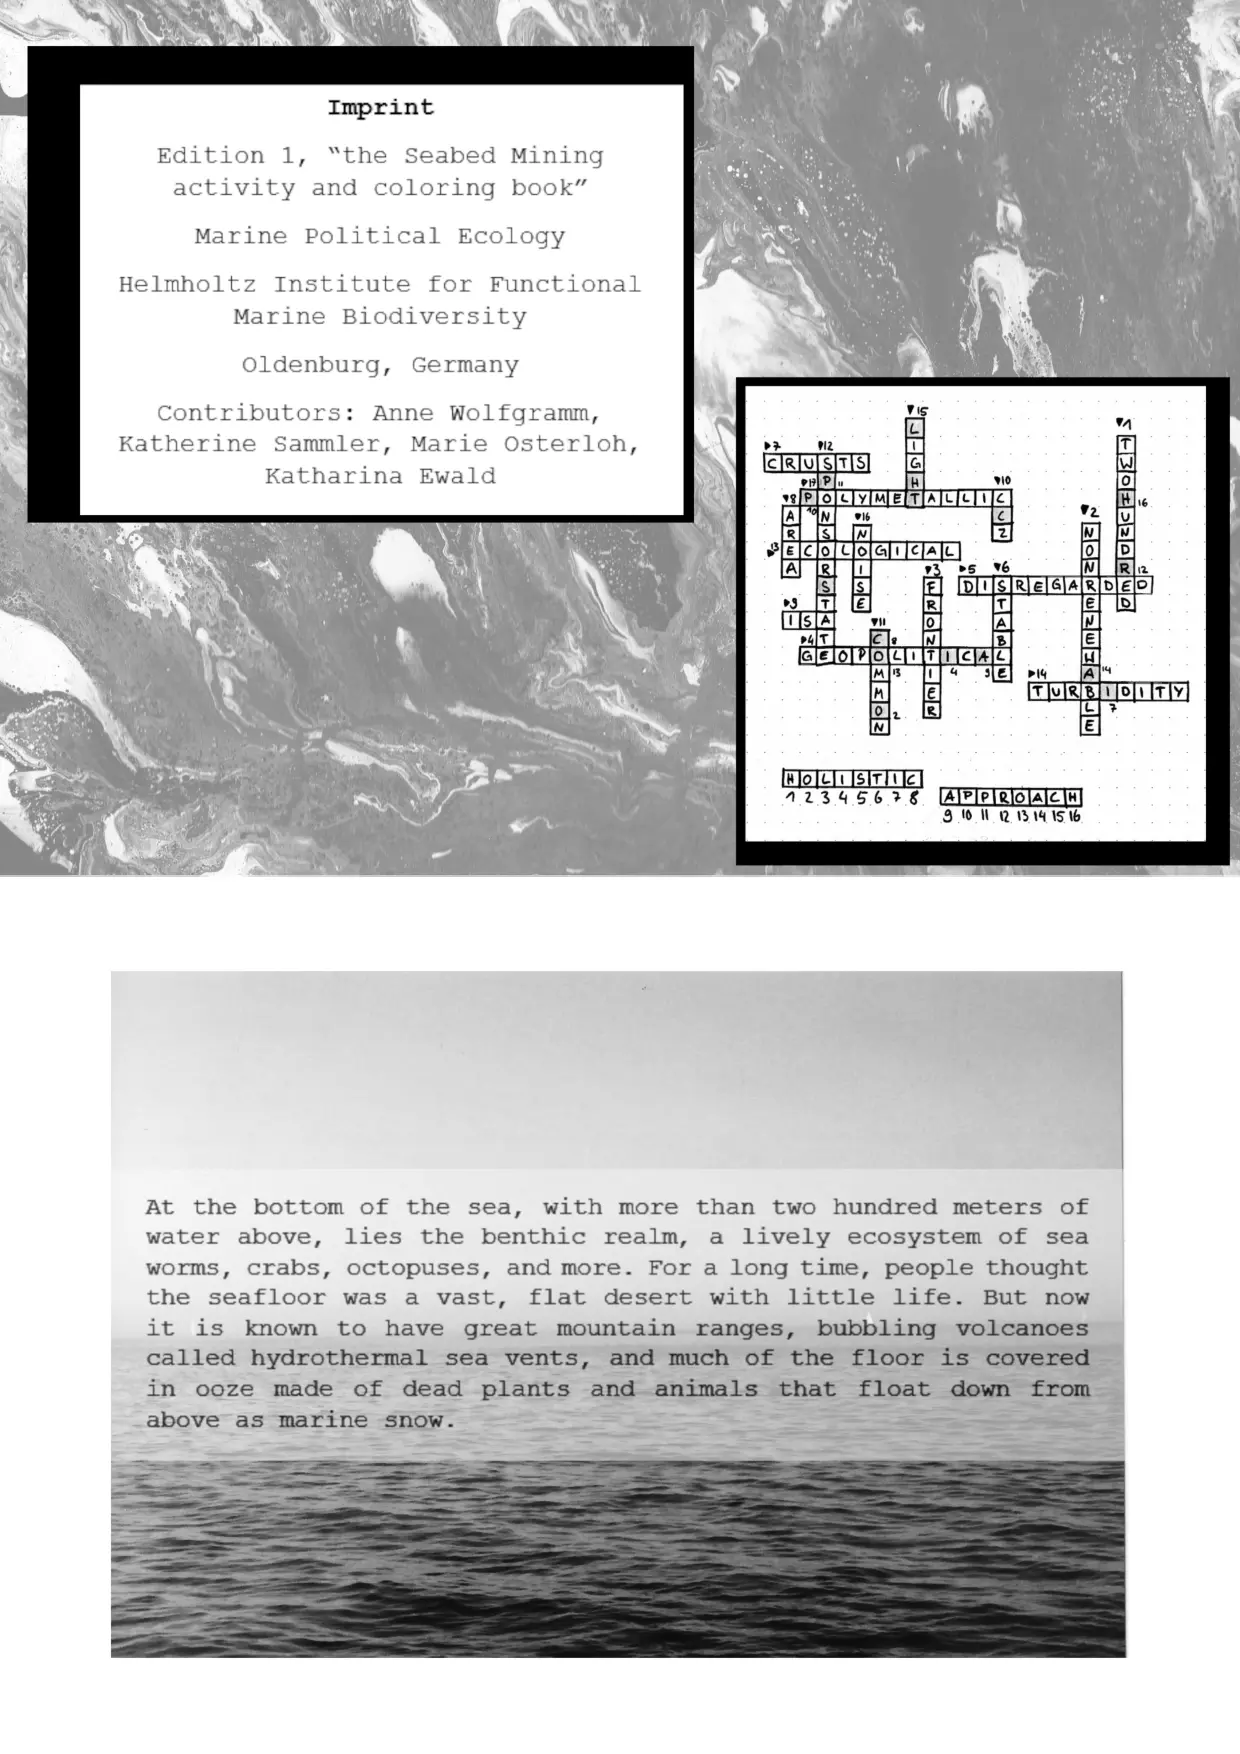 Imprint
Edition 1, “the Seabed Mining
activity and coloring book”
Marine Political Ecology
Helmholtz Institute for Functional
Marine Biodiversity
Oldenburg, Germany
Contributors: Anne Wolfgramm,
Katherine Sammler, Marie Osterloh,
Katharina Ewald
LIGHT
TWOHUNDRED
CRUSTS
SPONSORSTATE
POLYMETALLIC
CCZ
AREA
NOISE
NONRENEWABLE
ECOLOGICAL
FRONTIER
DISREGARDED
STABLE
ISA
COMMON
GEOPOLITICAL
TURBIDITY
HOLISTIC
1 2 3 4 5 6 7 8
APPROACH
9 10 11 12 13 14 15 16
At the bottom of the sea, with more than two hundred meters of
water above, lies the benthic realm, a lively ecosystem of sea
worms, crabs, octopuses, and more. For a long time, people thought
the seafloor was a vast, flat desert with little life. But now
it is known to have great mountain ranges, bubbling volcanoes
called hydrothermal sea vents, and much of the floor is covered
in ooze made of dead plants and animals that float down from
above as marine snow.